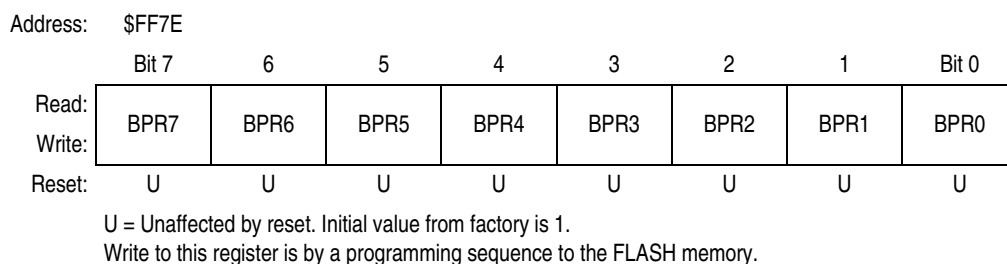 Address: $FF7E
Bit 7 6 5 4 3 2 1 Bit 0
Read:
BPR7 BPR6 BPR5 BPR4 BPR3 BPR2 BPR1 BPR0
Write:
Reset: U U U U U U U U
U = Unaffected by reset. Initial value from factory is 1.
Write to this register is by a programming sequence to the FLASH memory.